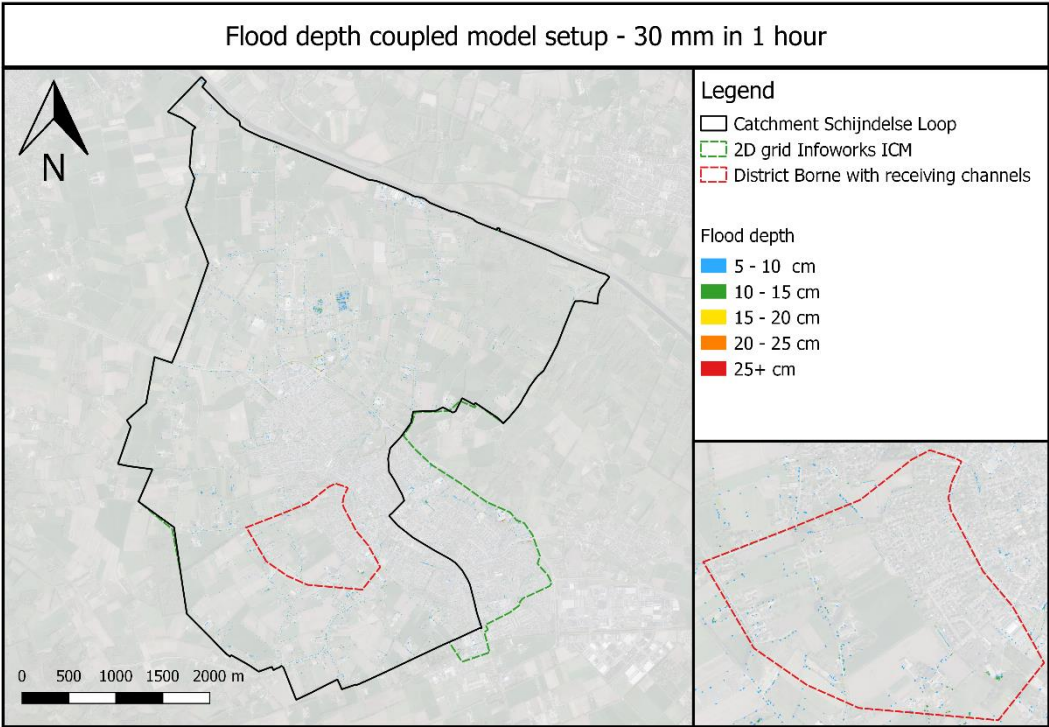 Flood depth coupled model setup - 30 mm in 1 hour
N
0 500 1000 1500 2000 m
Legend
Catchment Schijndelse Loop
2D grid Infoworks ICM
District Borne with receiving channels
Flood depth
5 - 10 cm
10 - 15 cm
15 - 20 cm
20 - 25 cm
25+ cm